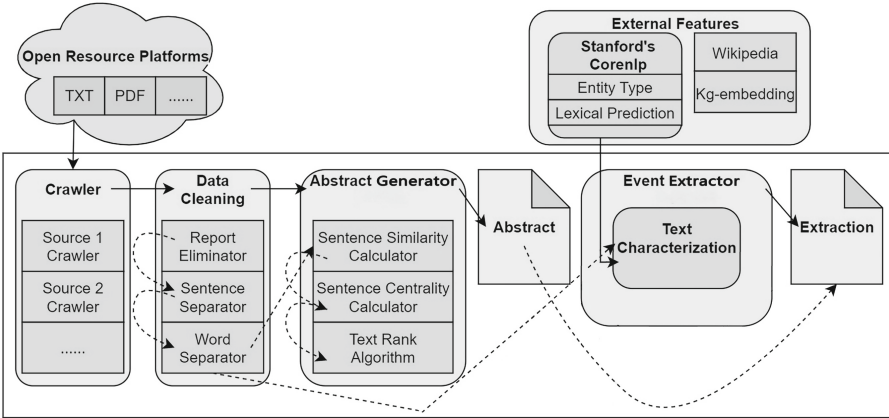 Open Resource Platforms
TXT
PDF
......
External Features
Stanford's
Corenlp
Entity Type
Lexical Prediction
Wikipedia
Kg-embedding
Crawler
Source 1
Crawler
Source 2
Crawler
......
Data
Cleaning
Report
Eliminator
Sentence
Separator
Word
Separator
Abstract Generator
Sentence Similarity
Calculator
Sentence Centrality
Calculator
Text Rank
Algorithm
Abstract
Event Extractor
Text
Characterization
Extraction